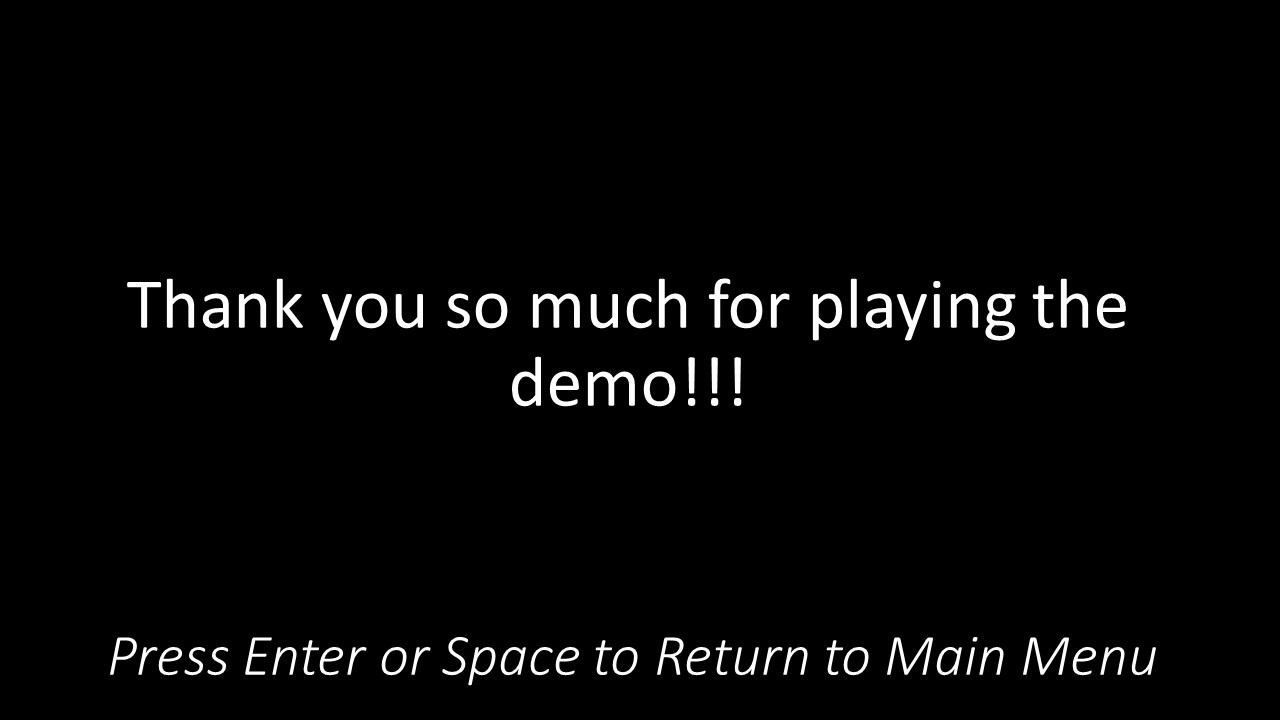 Thank you so much for playing the
demo!!!
Press Enter or Space to Return to Main Menu